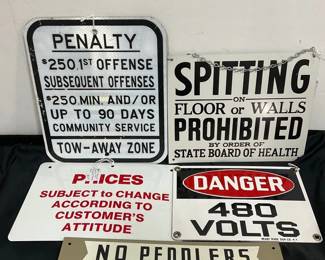 PENALTY
$250.1ST OFFENSE
SUBSEQUENT OFFENSES
$250.MIN. AND/OR
UP TO 90 DAYS
COMMUNITY SERVICE
TOW-AWAY ZONE
SPITTING
ON
FLOOR OR WALLS
PROHIBITED
BY ORDER OF
STATE BOARD OF HEALTH
PRICES
SUBJECT to CHANGE
ACCORDING TO
CUSTOMER'S
ATTITUDE
DANGER
480
VOLTS
NO PEDDLERS